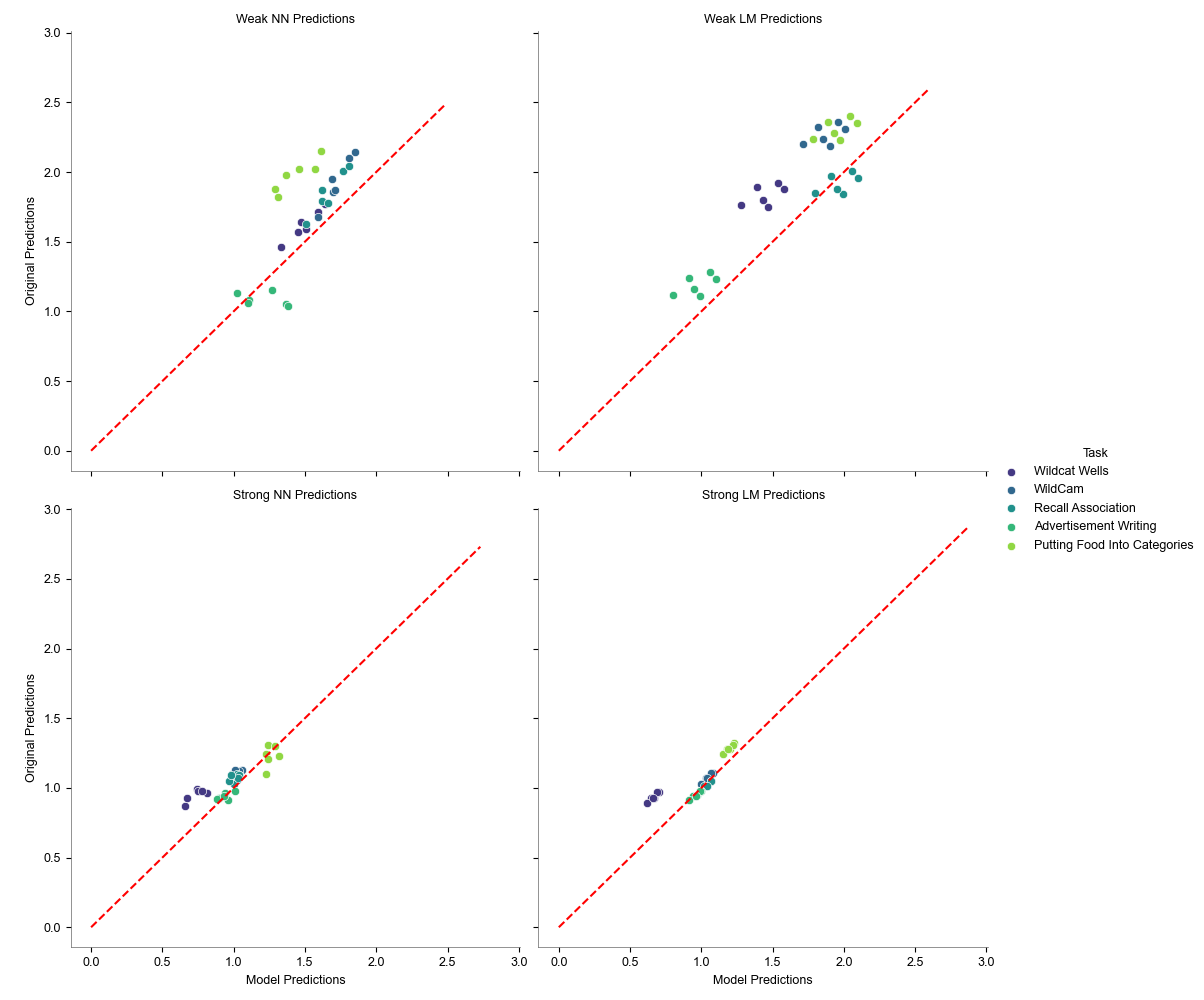 Weak NN Predictions
Weak LM Predictions
3.0
2.5
2.0
1.5
1.0
0.5
0.0
Original Predictions
Strong NN Predictions
Strong LM Predictions
3.0
2.5
2.0
1.5
1.0
0.5
0.0
Original Predictions
0.0 0.5 1.0 1.5 2.0 2.5 3.0
Model Predictions
0.0 0.5 1.0 1.5 2.0 2.5 3.0
Model Predictions
Task
Wildcat Wells
WildCam
Recall Association
Advertisement Writing
Putting Food Into Categories